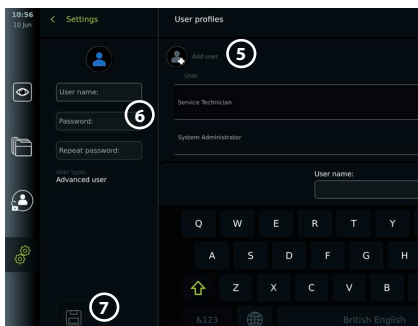 10:56
10 Jun
Settings
User profiles
Add user
5
User
User name:
Service Technician
Password:
6
System Administrator
Repeat password:
User type:
Advanced user
User name:
Q W E R T Y
A S D F G H
Z X C V B
7
&123
British English